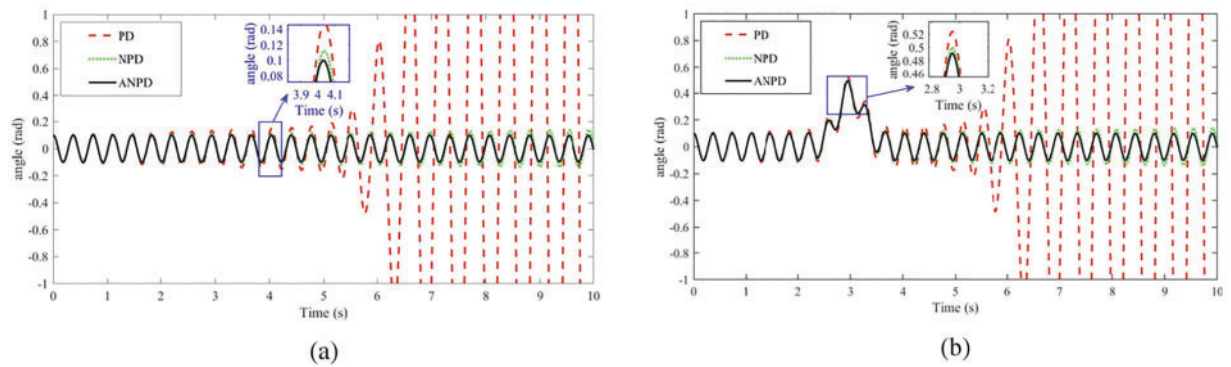 PD
NPD
ANPD
angle (rad)
1
0.8
0.6
0.4
0.2
0
-0.2
-0.4
-0.6
-0.8
-1
0 1 2 3 4 5 6 7 8 9 10
Time (s)
angle (rad)
0.14
0.12
0.1
0.08
3.9 4 4.1
Time (s)
(a)
PD
NPD
ANPD
angle (rad)
1
0.8
0.6
0.4
0.2
0
-0.2
-0.4
-0.6
-0.8
-1
0 1 2 3 4 5 6 7 8 9 10
Time (s)
angle (rad)
0.52
0.5
0.48
0.46
2.8 3 3.2
Time (s)
(b)